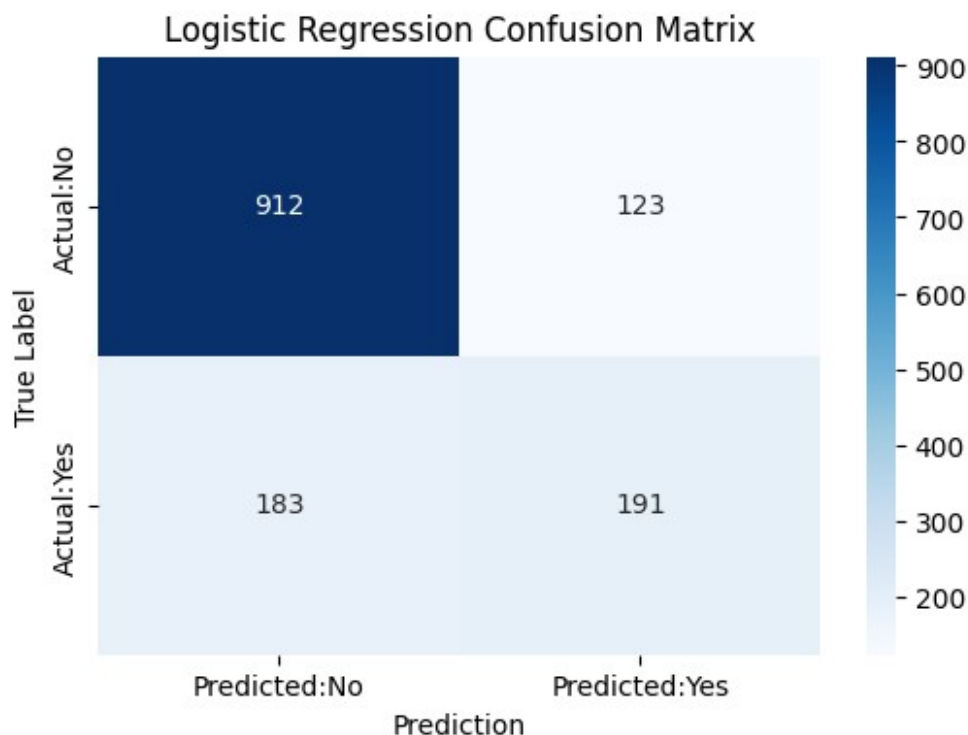 Logistic Regression Confusion Matrix
True Label
Actual:No
Actual:Yes
912
123
183
191
Predicted:No
Predicted:Yes
Prediction
900
800
700
600
500
400
300
200